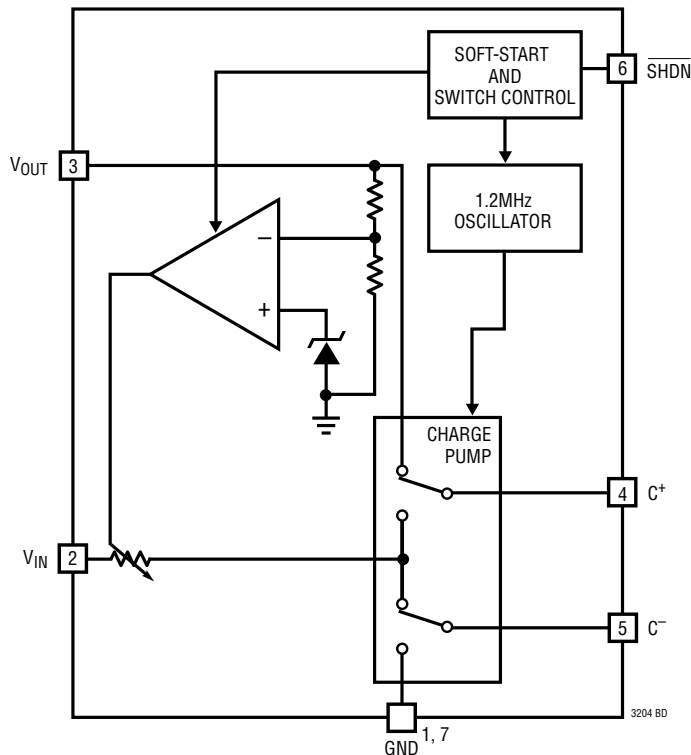 SOFT-START
AND
SWITCH CONTROL
6
SHDN
3
VOUT
1.2MHz
OSCILLATOR
–
+
CHARGE
PUMP
4
C+
2
VIN
5
C–
1, 7
GND
3204 BD